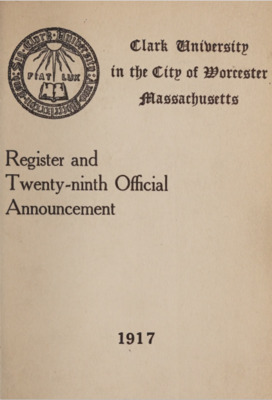 FIAT LUX
Clark University
in the City of Worcester
Massachusetts
Register and
Twenty-ninth Official
Announcement
1917